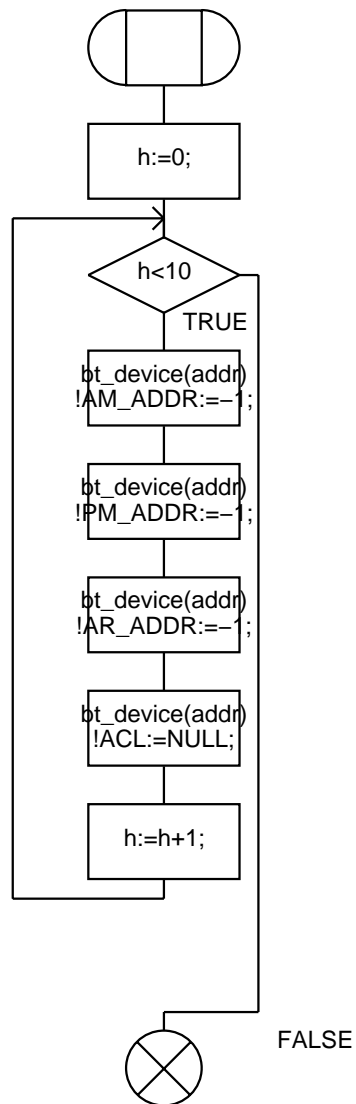 h:=0;
h<10
TRUE
bt_device(addr)
!AM_ADDR:=−1;
bt_device(addr)
!PM_ADDR:=−1;
bt_device(addr)
!AR_ADDR:=−1;
bt_device(addr)
!ACL:=NULL;
h:=h+1;
FALSE